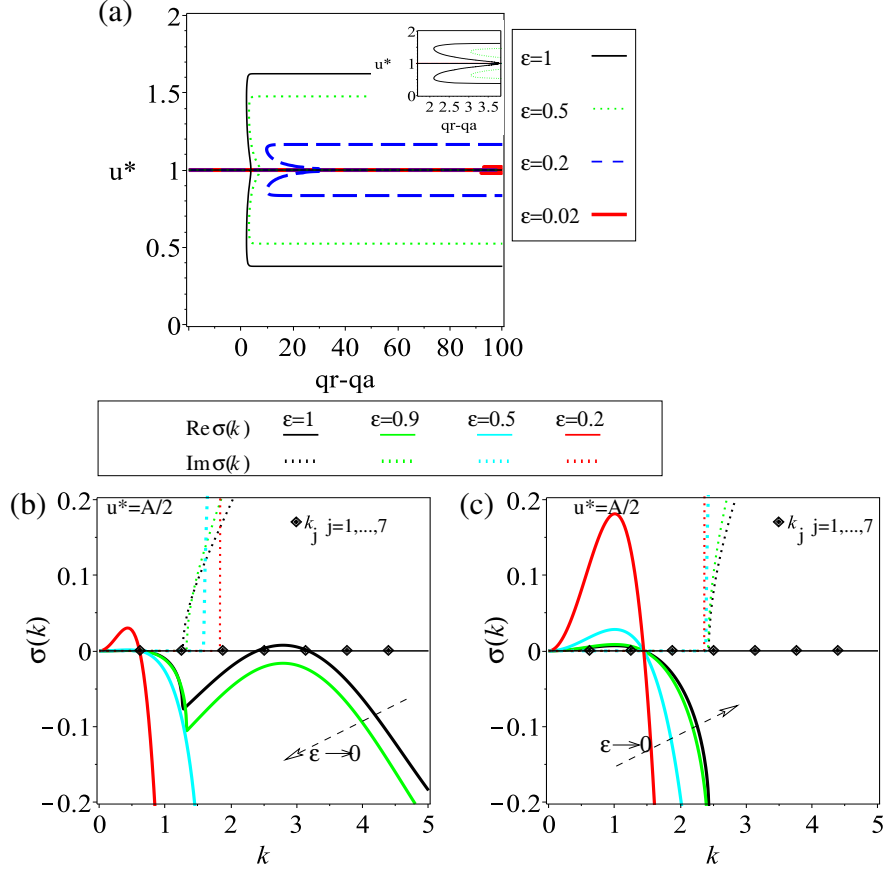 (a)
2
1.5
u*
1
0.5
0
0 20 40 60 80 100
qr-qa
2
u* 1
0
2 2.5 3 3.5
qr-qa
ε=1
ε=0.5
ε=0.2
ε=0.02
ε=1 ε=0.9 ε=0.5 ε=0.2
Re σ(k)
Im σ(k)
(b)
u*=A/2
k_j j=1,...,7
0.2
0.1
σ(k)
0
−0.1
−0.2
ε→0
0 1 2 3 4 5
k
(c)
u*=A/2
k_j j=1,...,7
0.2
0.1
σ(k)
0
−0.1
−0.2
ε→0
0 1 2 3 4 5
k